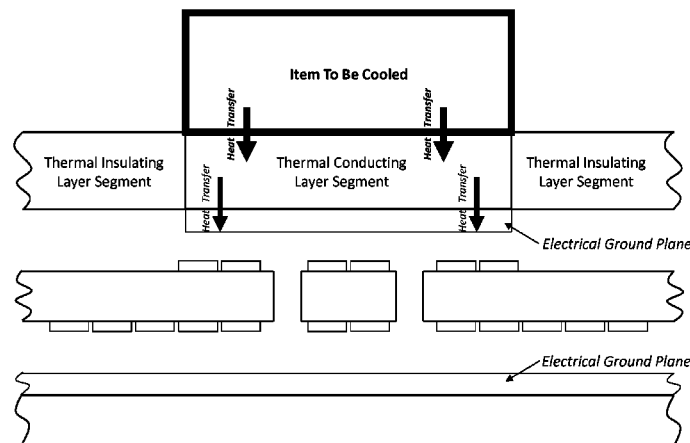 Item To Be Cooled
Heat Transfer
Heat Transfer
Thermal Insulating
Layer Segment
Thermal Conducting
Layer Segment
Thermal Insulating
Layer Segment
Heat Transfer
Heat Transfer
Electrical Ground Plane
Electrical Ground Plane